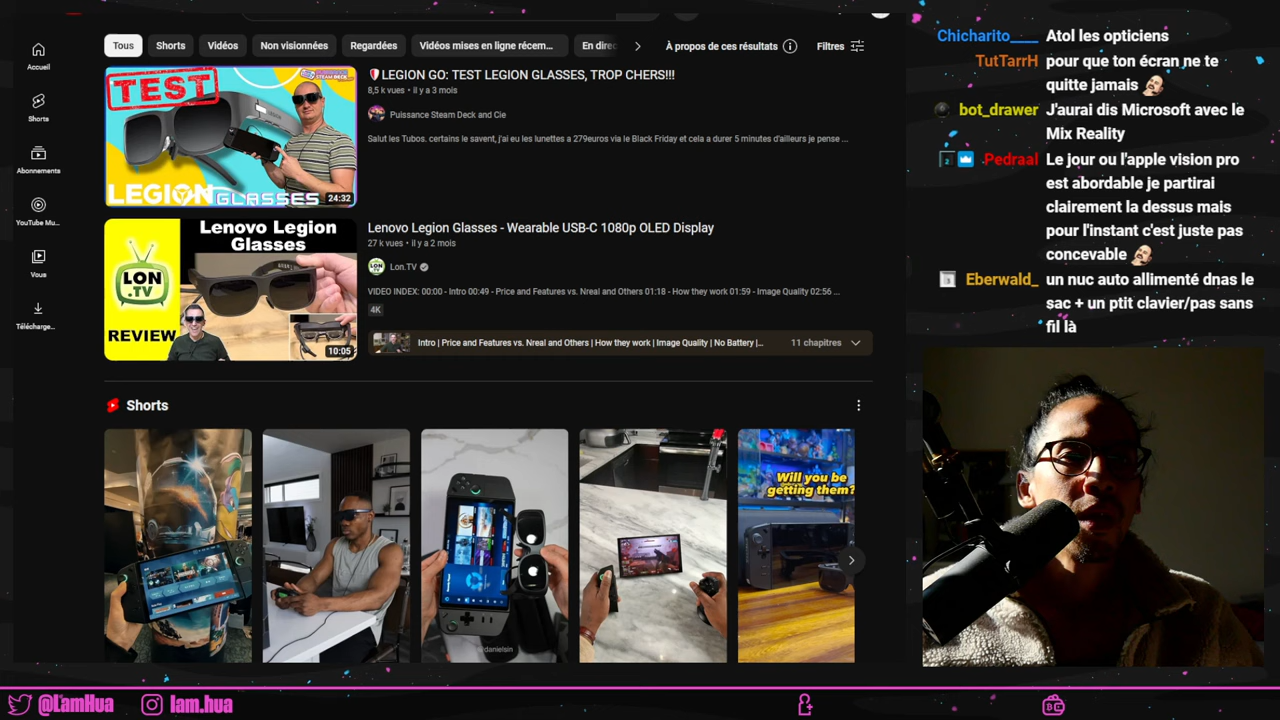 Tous
Shorts
Vidéos
Non visionnées
Regardées
Vidéos mises en ligne récem...
En direc
À propos de ces résultats
Filtres
Accueil
Shorts
Abonnements
YouTube Mu...
Vous
Télécharge...
TEST
LEGION
GLASSES
24:32
LEGION GO: TEST LEGION GLASSES, TROP CHERS!!!
8,5 k vues • il y a 3 mois
Puissance Steam Deck and Cie
Salut les Tubos. certains le savent, j'ai eu les lunettes a 279euros via le Black Friday et cela a durer 5 minutes d'ailleurs je pense ...
Lenovo Legion
Glasses
LON
.TV
REVIEW
10:05
Lenovo Legion Glasses - Wearable USB-C 1080p OLED Display
27 k vues • il y a 2 mois
Lon.TV
VIDEO INDEX: 00:00 - Intro 00:49 - Price and Features vs. Nreal and Others 01:18 - How they work 01:59 - Image Quality 02:56 ...
4K
Intro | Price and Features vs. Nreal and Others | How they work | Image Quality | No Battery |...
11 chapitres
Shorts
@danielsin
Will you be
getting them?
Chicharito____ Atol les opticiens
TutTarrH pour que ton écran ne te
quitte jamais
bot_drawer J'aurai dis Microsoft avec le
Mix Reality
Pedraal Le jour ou l'apple vision pro
est abordable je partirai
clairement la dessus mais
pour l'instant c'est juste pas
concevable
Eberwald_ un nuc auto allimenté dnas le
sac + un ptit clavier/pas sans
fil là
@LamHua
lam.hua